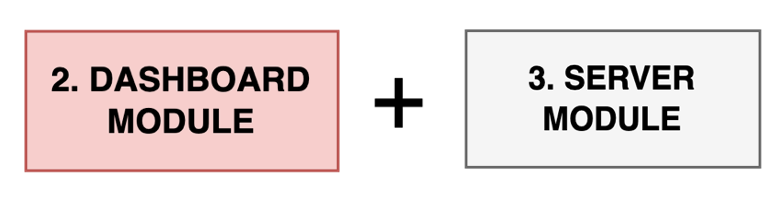 2. DASHBOARD
MODULE
+
3. SERVER
MODULE